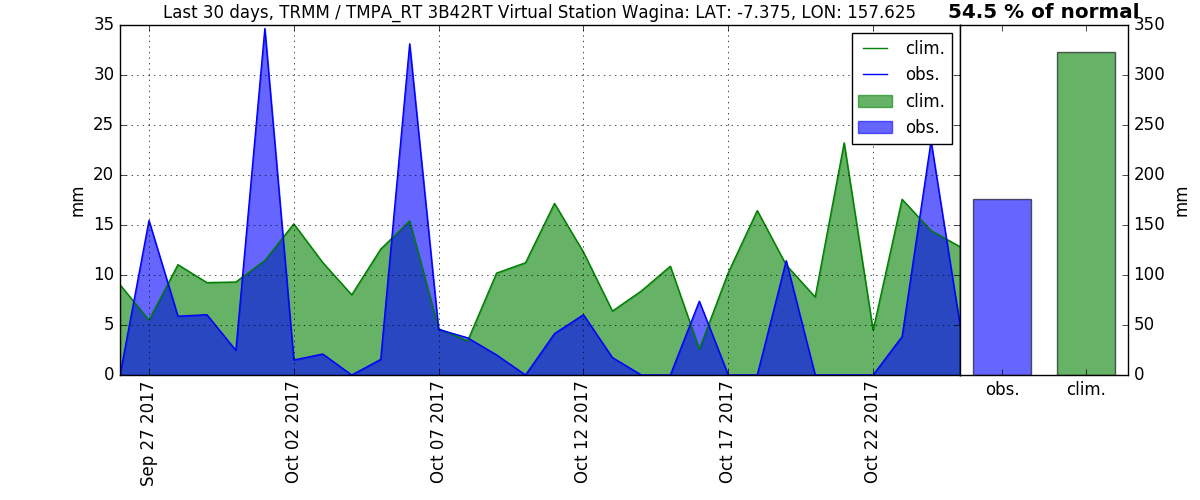 Last 30 days, TRMM / TMPA_RT 3B42RT Virtual Station Wagina: LAT: -7.375, LON: 157.625
54.5 % of normal
35
30
25
20
15
10
5
0
mm
clim.
obs.
clim.
obs.
350
300
250
200
150
100
50
0
mm
obs.
clim.
Sep 27 2017
Oct 02 2017
Oct 07 2017
Oct 12 2017
Oct 17 2017
Oct 22 2017